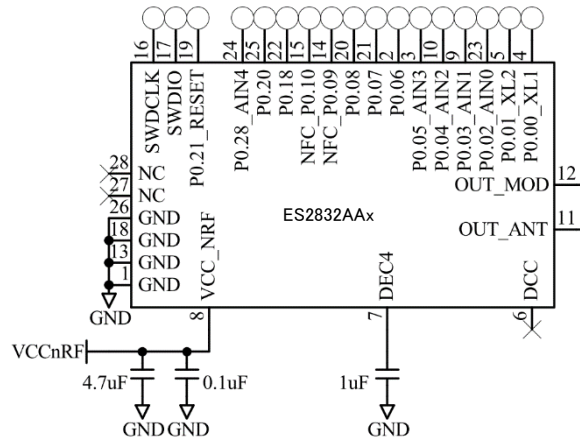 16 17 19 24 25 22 15 14 20 21 2 3 10 9 23 5 4
SWDCLK
SWDIO
P0.21_RESET
P0.28_AIN4
P0.20
P0.18
NFC_P0.10
NFC_P0.09
P0.08
P0.07
P0.06
P0.05_AIN3
P0.04_AIN2
P0.03_AIN1
P0.02_AIN0
P0.01_XL2
P0.00_XL1
28 NC
27 NC
26 GND
18 GND
13 GND
1 GND
GND
OUT_MOD 12
OUT_ANT 11
ES2832AAx
VCC_NRF
DEC4
DCC
8
7
6
VCCnRF
4.7uF
0.1uF
1uF
GND
GND
GND